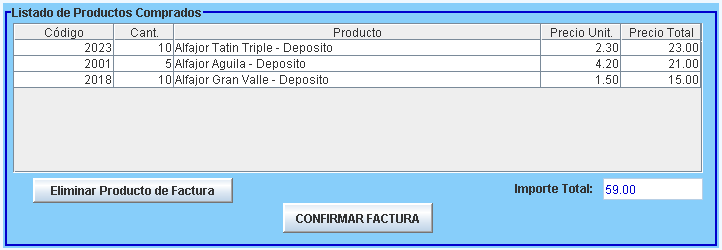 Listado de Productos Comprados
Código Cant. Producto Precio Unit. Precio Total
2023 10 Alfajor Tatin Triple - Deposito 2.30 23.00
2001 5 Alfajor Aguila - Deposito 4.20 21.00
2018 10 Alfajor Gran Valle - Deposito 1.50 15.00
Eliminar Producto de Factura Importe Total: 59.00
CONFIRMAR FACTURA